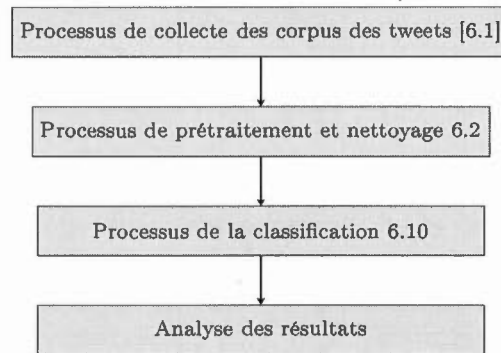 Processus de collecte des corpus des tweets [6.1]
Processus de prétraitement et nettoyage 6.2
Processus de la classification 6.10
Analyse des résultats